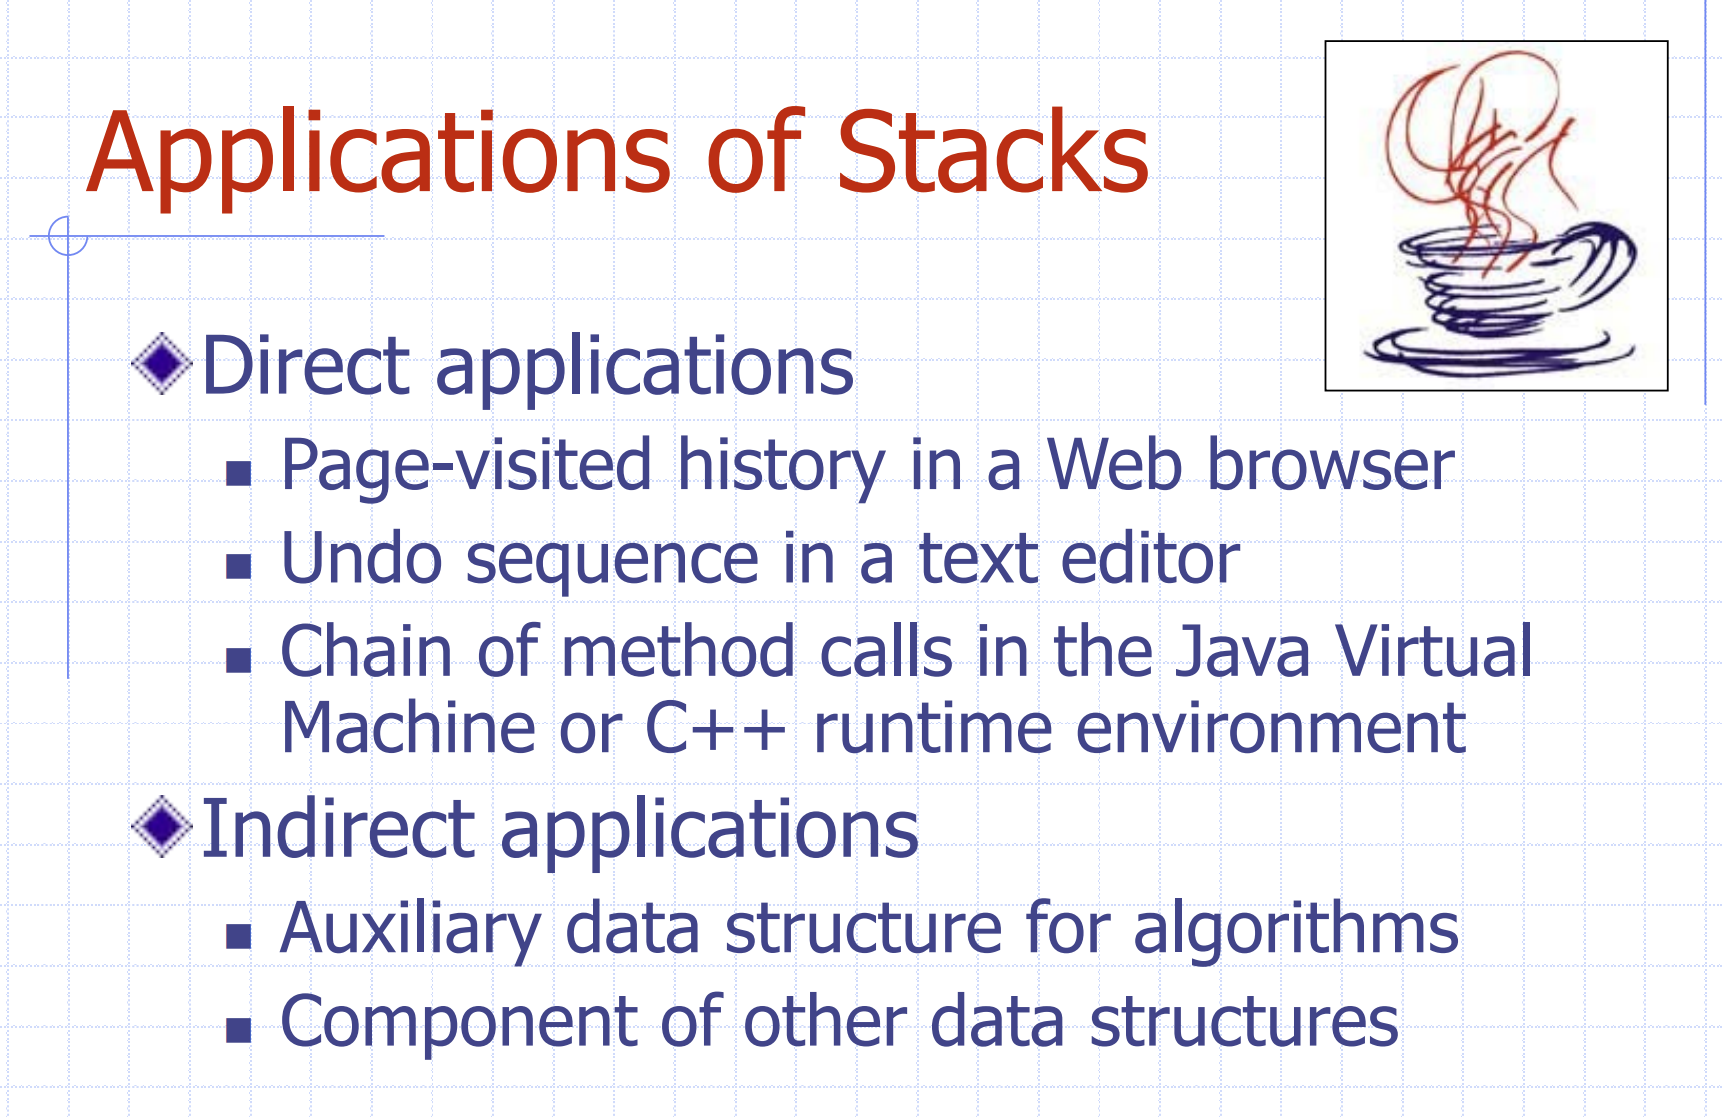 Applications of Stacks
Direct applications
Page-visited history in a Web browser
Undo sequence in a text editor
Chain of method calls in the Java Virtual
Machine or C++ runtime environment
Indirect applications
Auxiliary data structure for algorithms
Component of other data structures